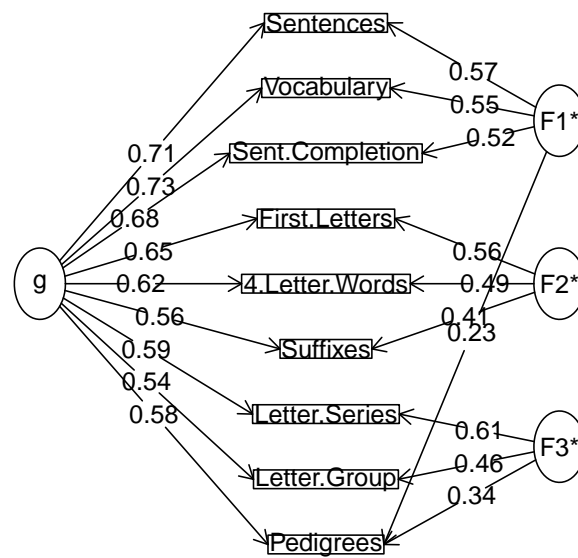 Sentences
0.57
Vocabulary
0.55
F1*
0.71
Sent.Completion
0.52
0.73
0.68
First.Letters
0.65
0.56
g
0.62
4.Letter.Words
0.49
F2*
0.56
0.41
0.23
Suffixes
0.59
0.54
Letter.Series
0.58
0.61
F3*
Letter.Group
0.46
0.34
Pedigrees